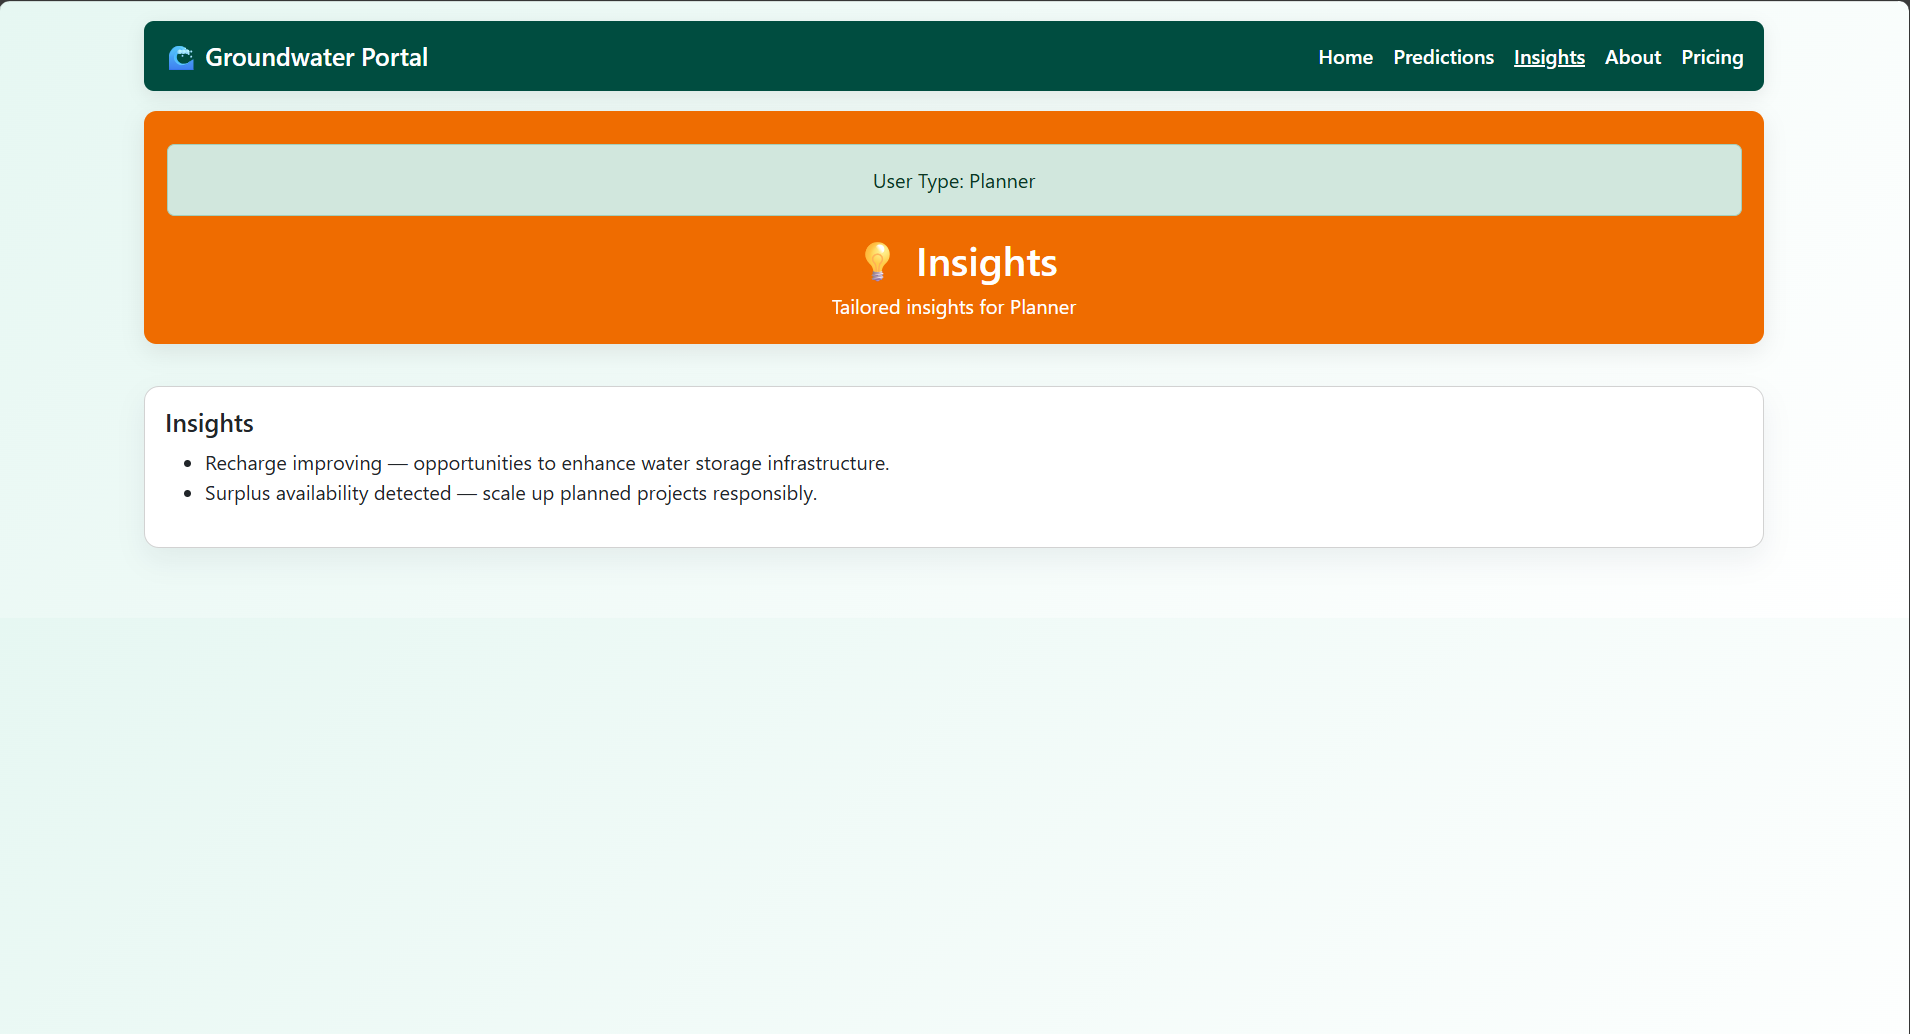 Groundwater Portal
Home Predictions Insights About Pricing
User Type: Planner
Insights
Tailored insights for Planner
Insights
Recharge improving — opportunities to enhance water storage infrastructure.
Surplus availability detected — scale up planned projects responsibly.